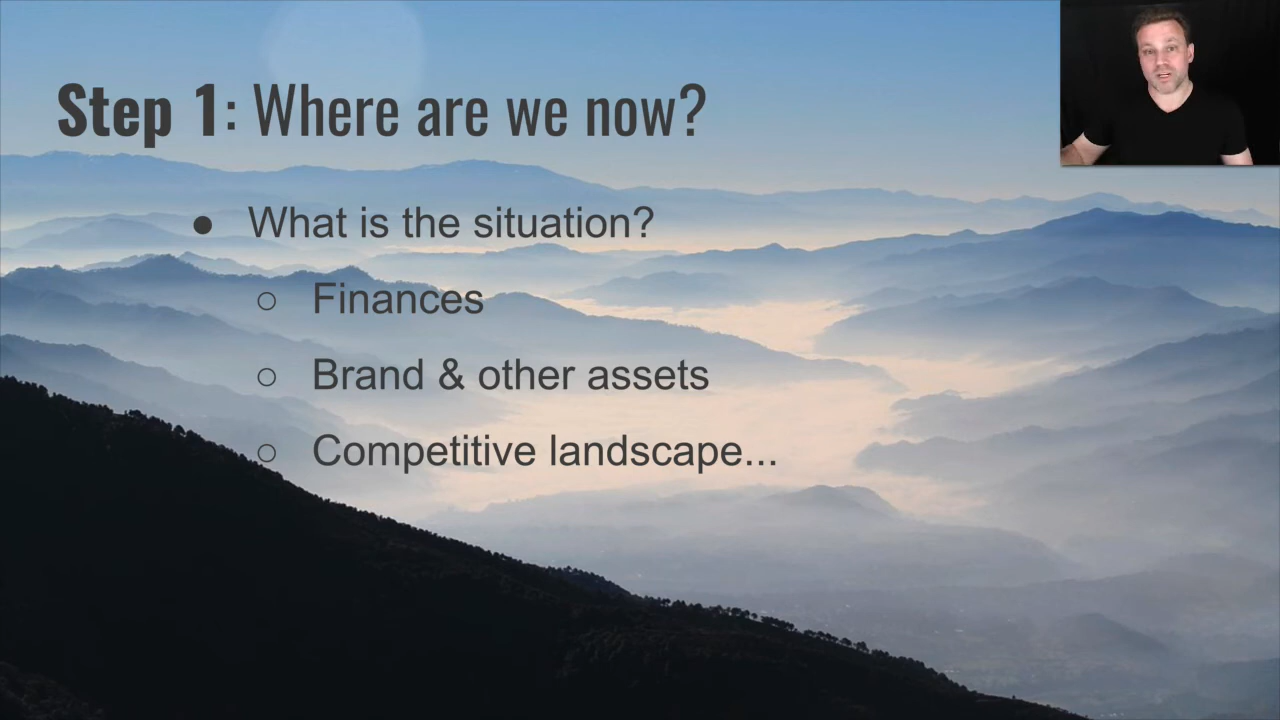 Step 1: Where are we now?
● What is the situation?
○ Finances
○ Brand & other assets
○ Competitive landscape...